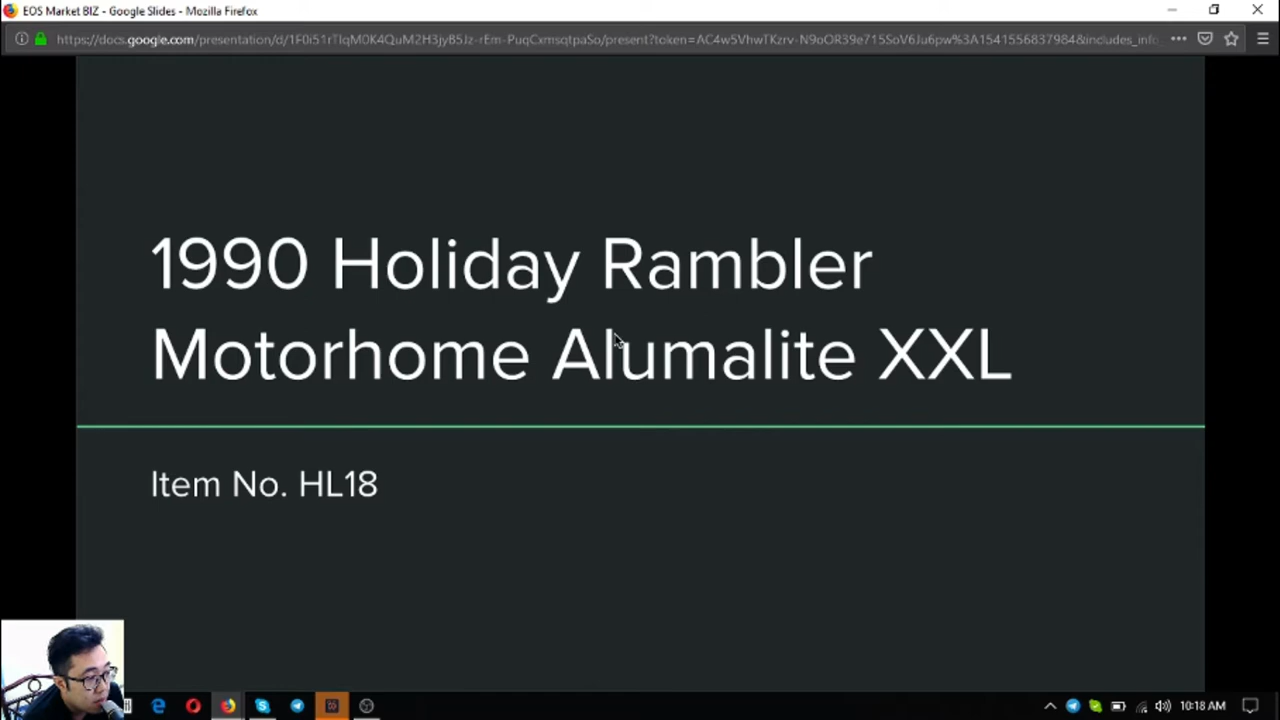 EOS Market BIZ - Google Slides - Mozilla Firefox
1990 Holiday Rambler
Motorhome Alumalite XXL
Item No. HL18
10:18 AM